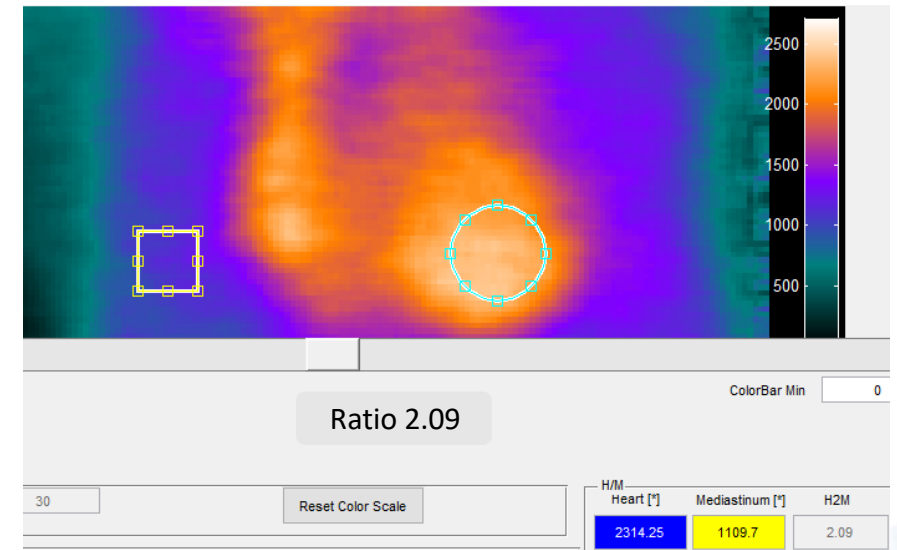 2500
2000
1500
1000
500
ColorBar Min 0
Ratio 2.09
H/M
30 Reset Color Scale Heart [*] Mediastinum [*] H2M
2314.25 1109.7 2.09